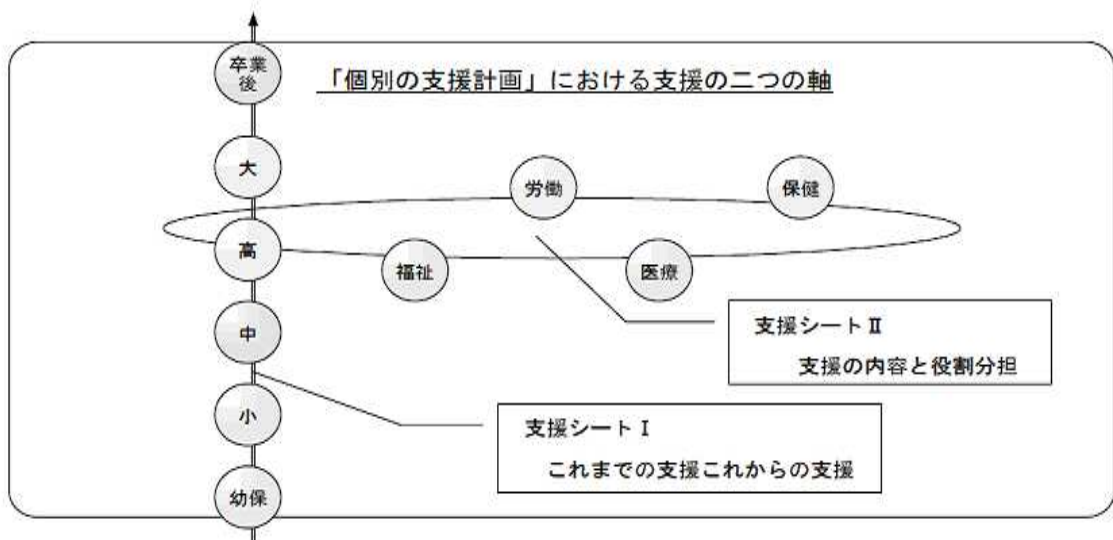 卒業
後
「個別の支援計画」における支援の二つの軸
大
労働
保健
高
福祉
医療
中
支援シートⅡ
支援の内容と役割分担
小
支援シートⅠ
これまでの支援これからの支援
幼保